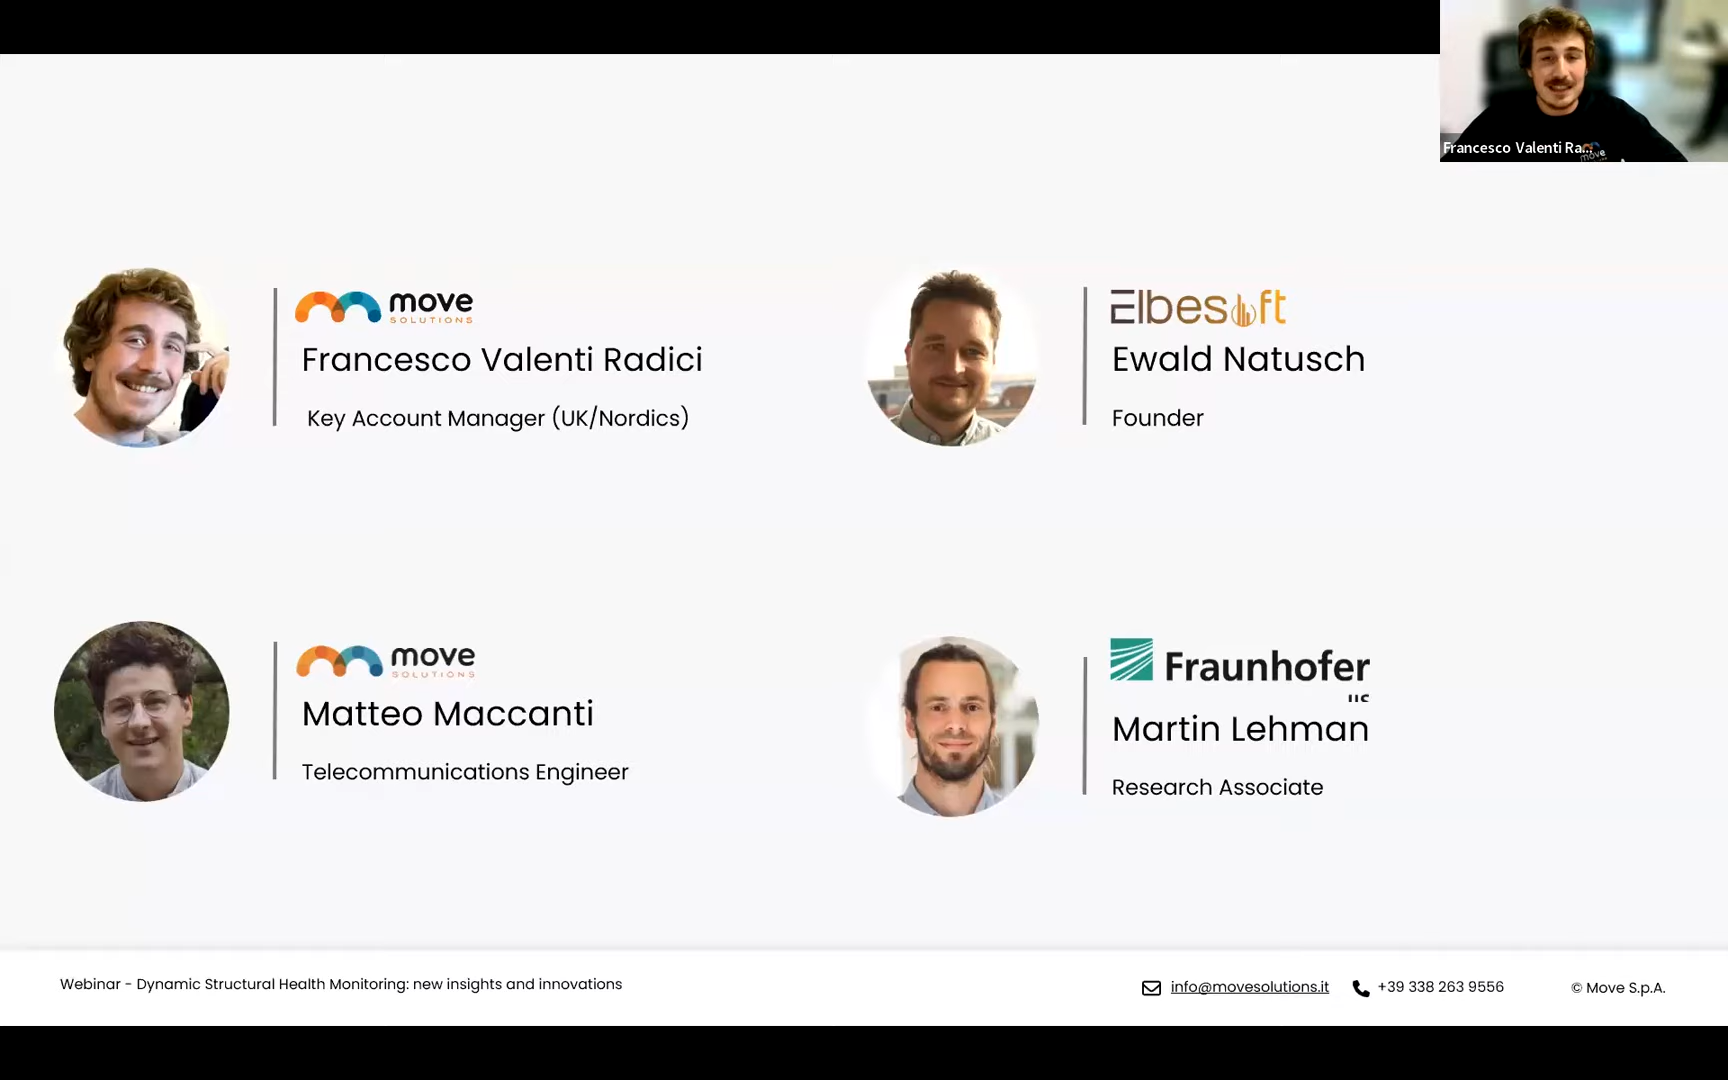 Francesco Valenti Ra...
move
SOLUTIONS
Francesco Valenti Radici
Key Account Manager (UK/Nordics)
Elbesoft
Ewald Natusch
Founder
move
SOLUTIONS
Matteo Maccanti
Telecommunications Engineer
Fraunhofer
Martin Lehman
Research Associate
Webinar - Dynamic Structural Health Monitoring: new insights and innovations
info@movesolutions.it
+39 338 263 9556
© Move S.p.A.